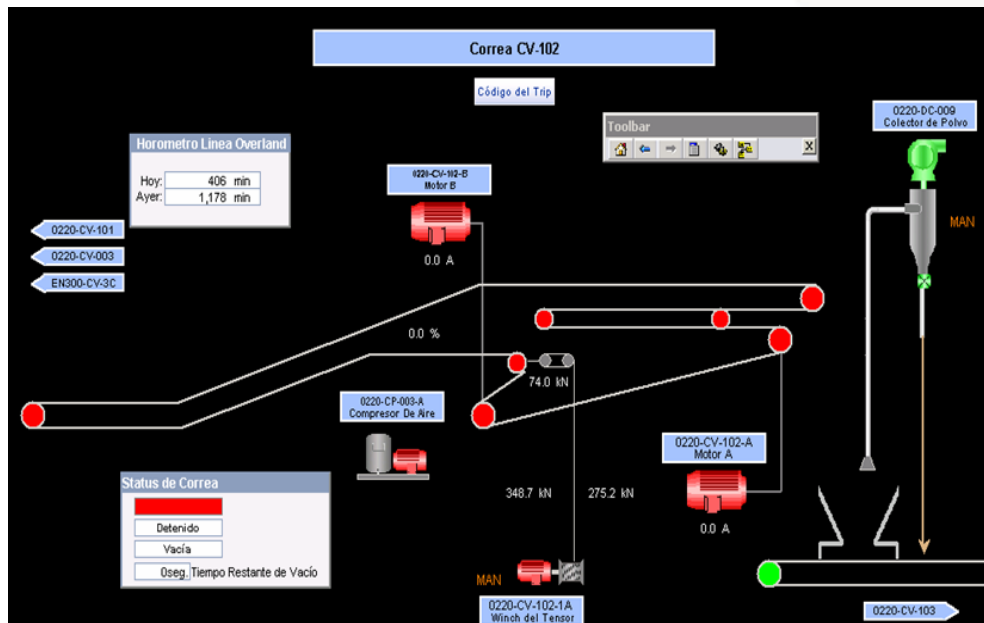 Correa CV-102
Código del Trip
0220-DC-009
Colector de Polvo
Toolbar
X
Horometro Línea Overland
Hoy: 406 min
Ayer: 1,178 min
0220-CV-102-B
Motor B
0220-CV-101
MAN
0220-CV-003
0.0 A
EN300-CV-3C
0.0 %
74.0 kN
0220-CP-003-A
Compresor De Aire
0220-CV-102-A
Motor A
Status de Correa
348.7 kN
275.2 kN
Detenido
0.0 A
Vacía
0seg. Tiempo Restante de Vacío
MAN
0220-CV-102-1A
Winch del Tensor
0220-CV-103